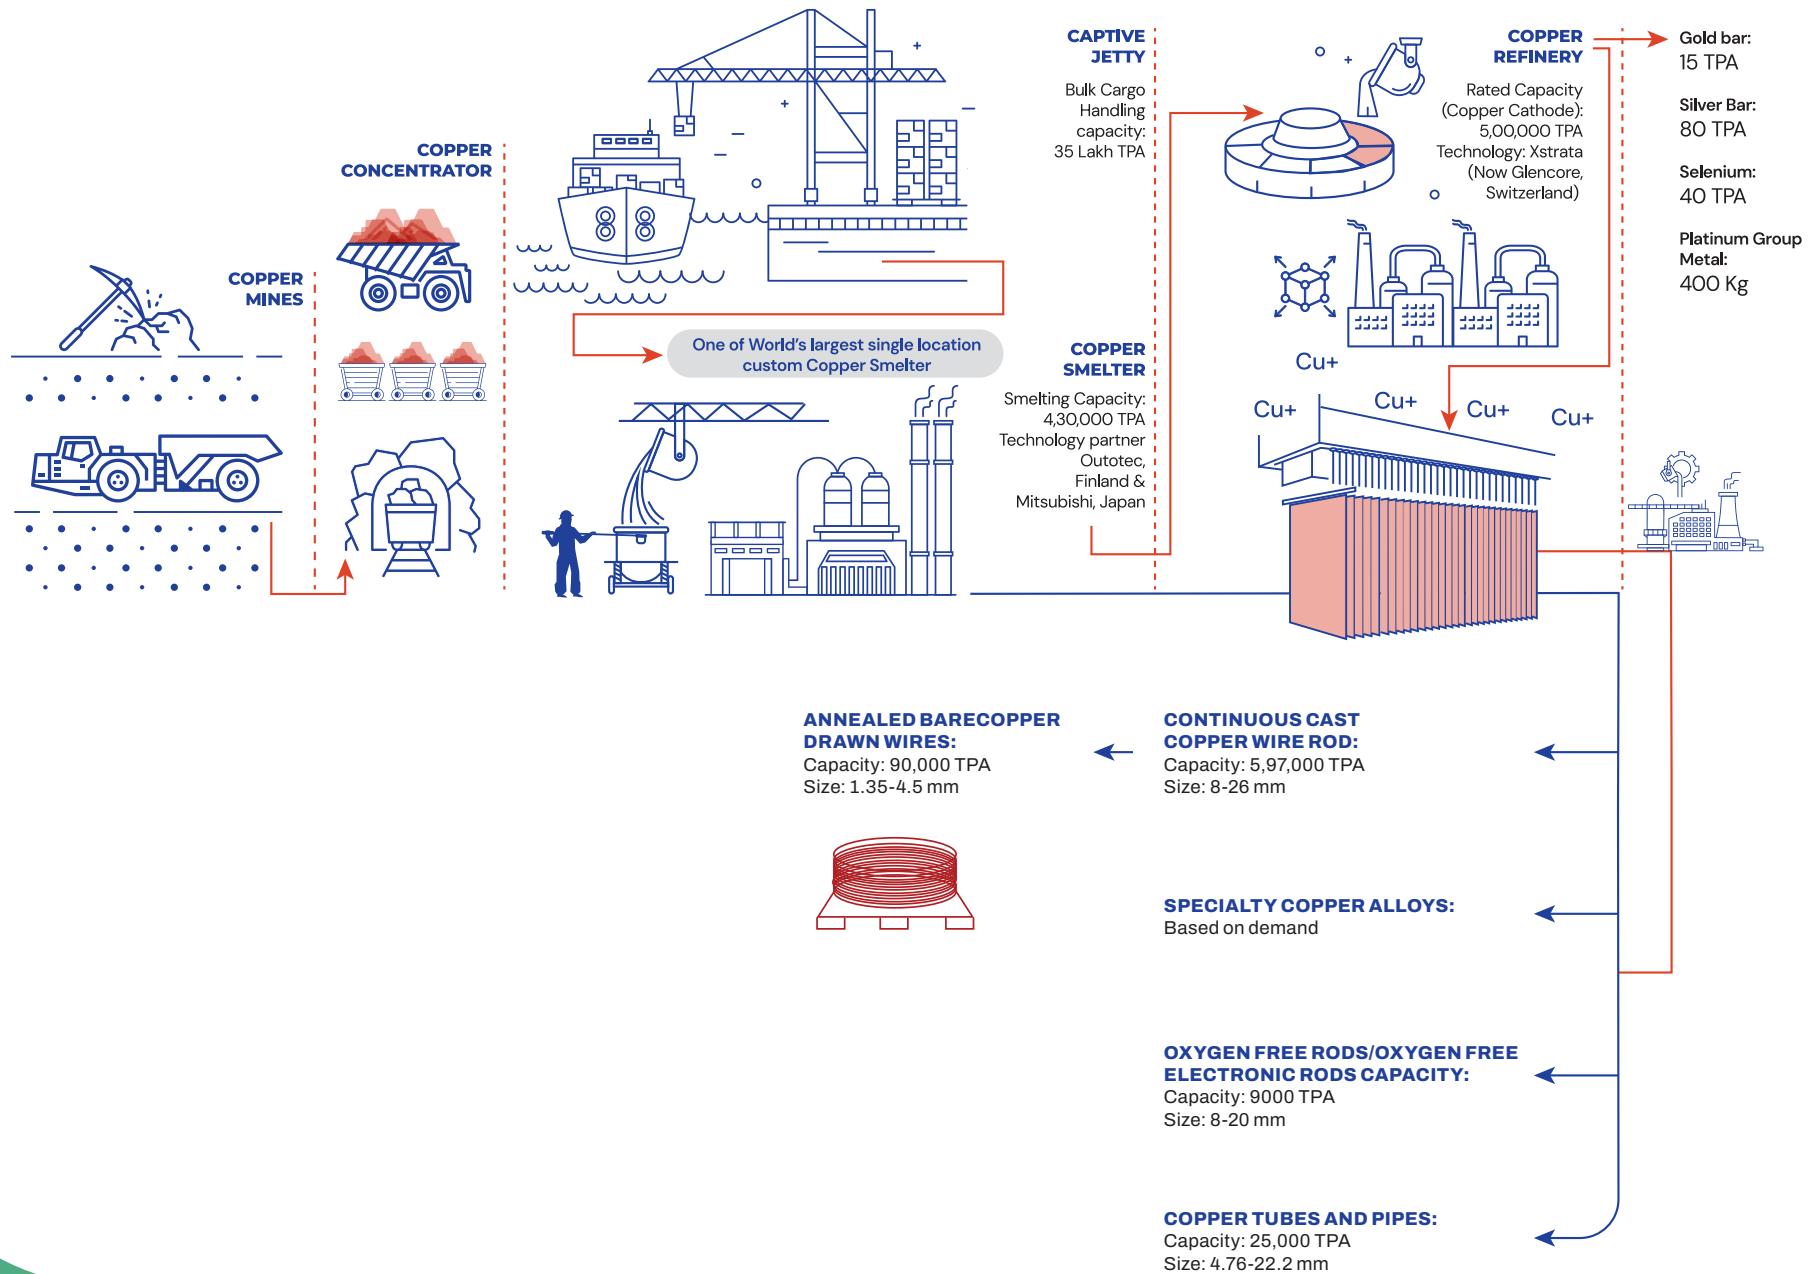 COPPER
MINES
COPPER
CONCENTRATOR
CAPTIVE
JETTY
Bulk Cargo
Handling
capacity:
35 Lakh TPA
One of World's largest single location
custom Copper Smelter
COPPER
SMELTER
Smelting Capacity:
4,30,000 TPA
Technology partner
Outotec,
Finland &
Mitsubishi, Japan
COPPER
REFINERY
Rated Capacity
(Copper Cathode):
5,00,000 TPA
Technology: Xstrata
(Now Glencore,
Switzerland)
Gold bar:
15 TPA
Silver Bar:
80 TPA
Selenium:
40 TPA
Platinum Group
Metal:
400 Kg
Cu+
Cu+
Cu+
Cu+
Cu+
ANNEALED BARECOPPER
DRAWN WIRES:
Capacity: 90,000 TPA
Size: 1.35-4.5 mm
CONTINUOUS CAST
COPPER WIRE ROD:
Capacity: 5,97,000 TPA
Size: 8-26 mm
SPECIALTY COPPER ALLOYS:
Based on demand
OXYGEN FREE RODS/OXYGEN FREE
ELECTRONIC RODS CAPACITY:
Capacity: 9000 TPA
Size: 8-20 mm
COPPER TUBES AND PIPES:
Capacity: 25,000 TPA
Size: 4.76-22.2 mm